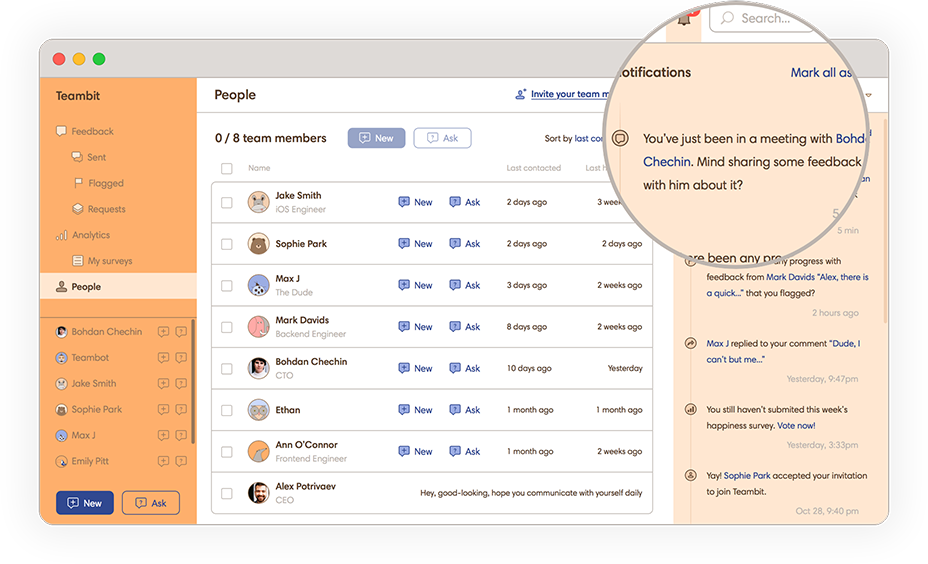 Search...
Teambit
Feedback
Sent
Flagged
Requests
Analytics
My surveys
People
Bohdan Chechin
Teambot
Jake Smith
Sophie Park
Max J
Emily Pitt
New Ask
People
Invite your team
0 / 8 team members New Ask Sort by last
Name Last contacted Last
Jake Smith
iOS Engineer
New Ask 2 days ago 3
Sophie Park New Ask 2 days ago 2 days ago
Max J
The Dude
New Ask 3 days ago 2 weeks ago
Mark Davids
Backend Engineer
New Ask 8 days ago 2 weeks ago
Bohdan Chechin
CTO
New Ask 10 days ago Yesterday
Ethan New Ask 1 month ago 1 month ago
Ann O'Connor
Frontend Engineer
New Ask 1 month ago 2 weeks ago
Alex Potrivaev
CEO
Hey, good-looking, hope you communicate with yourself daily
otifications Mark all as
You've just been in a meeting with Bohd
Chechin. Mind sharing some feedback
with him about it?
5
5 min
re been any pro
any progress with
feedback from Mark Davids "Alex, there is
a quick..." that you flagged?
2 hours ago
Max J replied to your comment "Dude, I
can't but me..."
Yesterday, 9:47pm
You still haven't submited this week's
happiness survey. Vote now!
Yesterday, 3:33pm
Yay! Sophie Park accepted your invitation
to join Teambit.
Oct 28, 9:40 pm